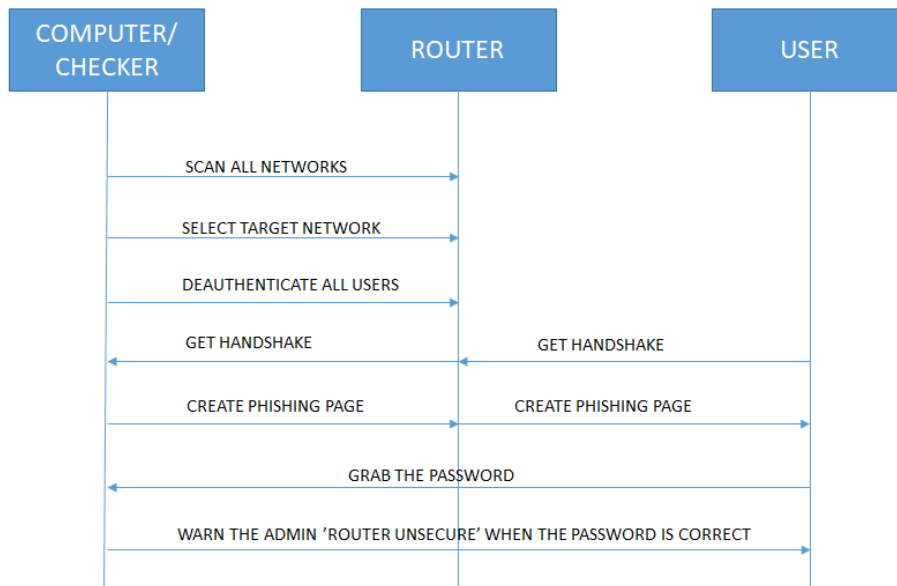 COMPUTER/
CHECKER
ROUTER
USER
SCAN ALL NETWORKS
SELECT TARGET NETWORK
DEAUTHENTICATE ALL USERS
GET HANDSHAKE
GET HANDSHAKE
CREATE PHISHING PAGE
CREATE PHISHING PAGE
GRAB THE PASSWORD
WARN THE ADMIN ’ROUTER UNSECURE’ WHEN THE PASSWORD IS CORRECT